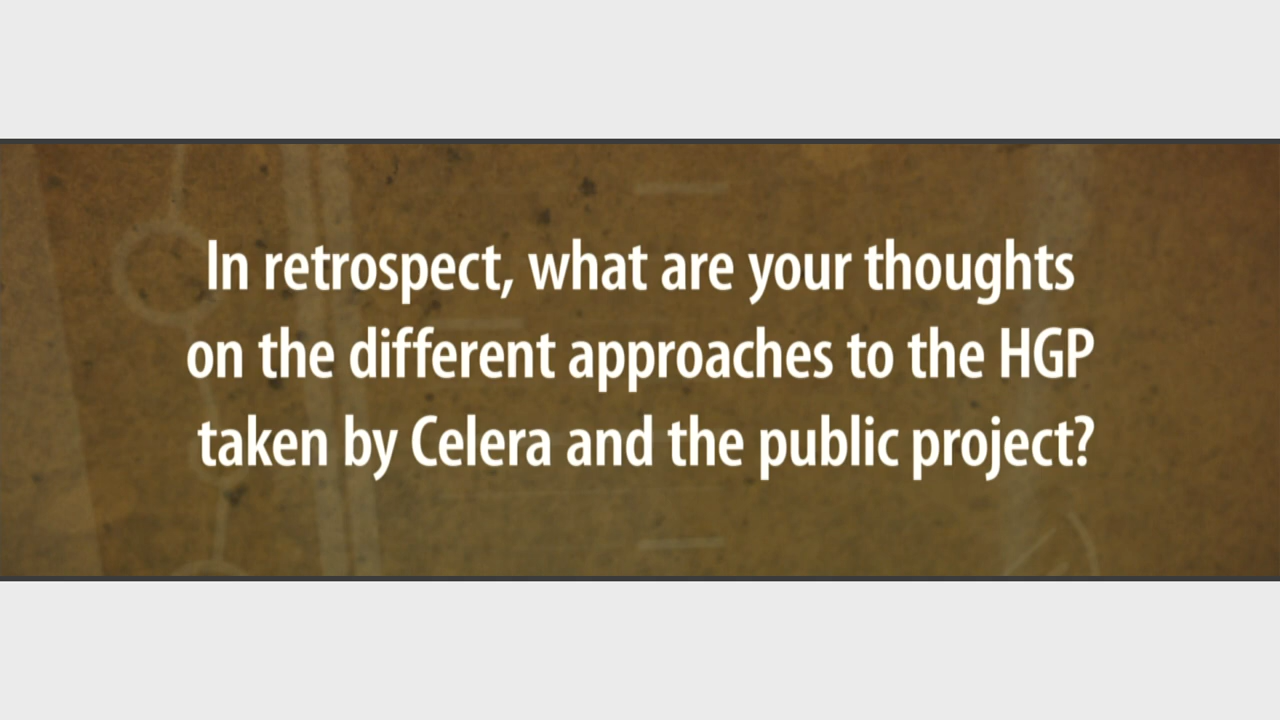 In retrospect, what are your thoughts
on the different approaches to the HGP
taken by Celera and the public project?